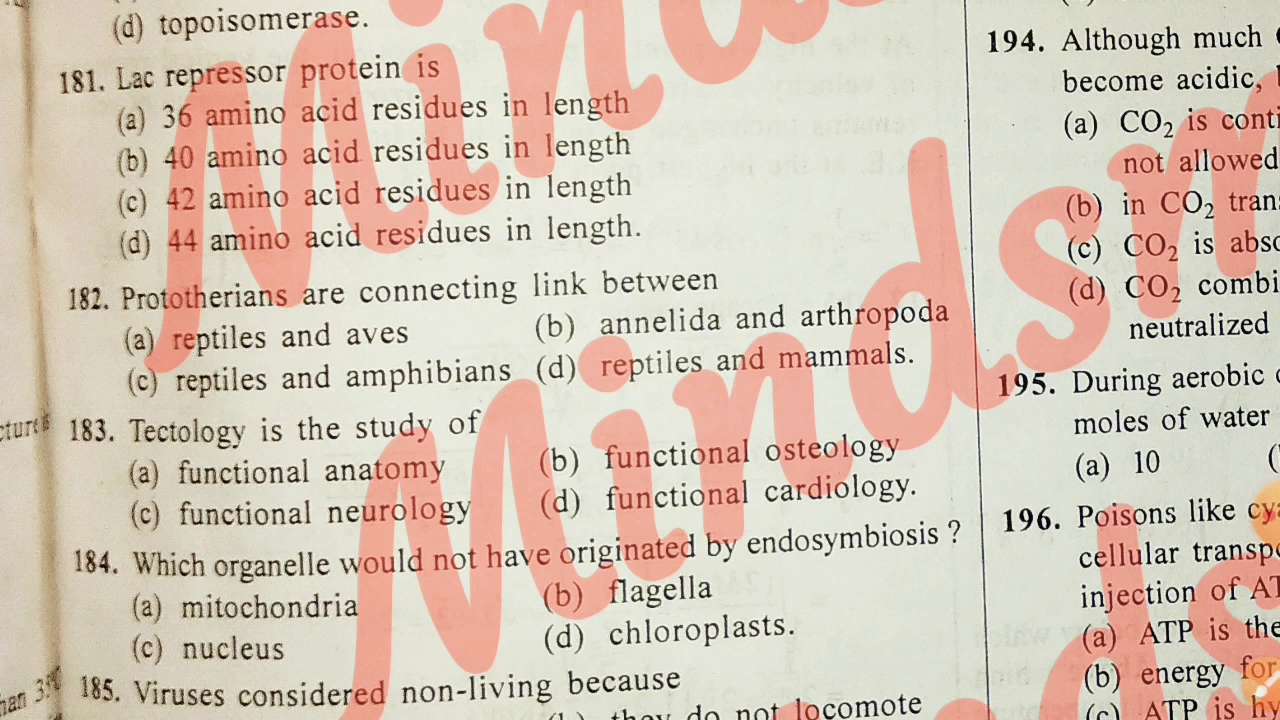 (d) topoisomerase.
181. Lac repressor protein is
(a) 36 amino acid residues in length
(b) 40 amino acid residues in length
(c) 42 amino acid residues in length
(d) 44 amino acid residues in length.
182. Prototherians are connecting link between
(a) reptiles and aves (b) annelida and arthropoda
(c) reptiles and amphibians (d) reptiles and mammals.
183. Tectology is the study of
(a) functional anatomy (b) functional osteology
(c) functional neurology (d) functional cardiology.
184. Which organelle would not have originated by endosymbiosis ?
(a) mitochondria (b) flagella
(c) nucleus (d) chloroplasts.
185. Viruses considered non-living because
they do not locomote
194. Although much
become acidic,
(a) CO₂ is
not allowed
(b) in CO₂
(c) CO₂ is
(d) CO₂
neutralized
195. During aerobic
moles of water
(a) 10
196. Poisons like
cellular
injection of
(a) ATP is the
(b) energy for
(c) ATP is
Minds
Minds